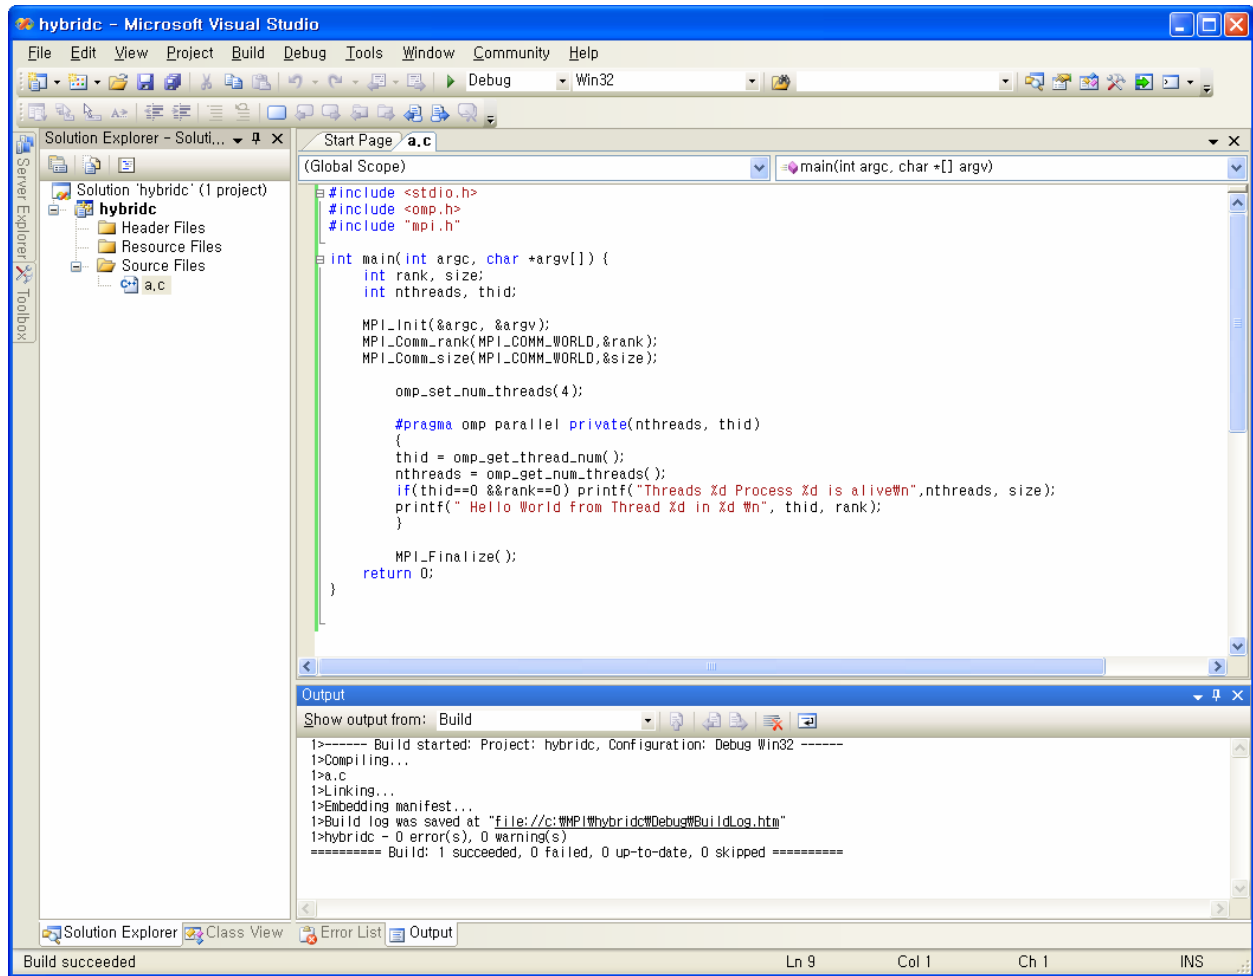 hybridc - Microsoft Visual Studio
File Edit View Project Build Debug Tools Window Community Help
Debug Win32
Solution Explorer - Soluti... Start Page a.c
(Global Scope) main(int argc, char *[] argv)
Server Explorer
Toolbox
Solution 'hybridc' (1 project)
hybridc
Header Files
Resource Files
Source Files
a.c
#include <stdio.h>
#include <omp.h>
#include "mpi.h"
int main(int argc, char *argv[]) {
int rank, size;
int nthreads, thid;
MPI_Init(&argc, &argv);
MPI_Comm_rank(MPI_COMM_WORLD,&rank);
MPI_Comm_size(MPI_COMM_WORLD,&size);
omp_set_num_threads(4);
#pragma omp parallel private(nthreads, thid)
{
thid = omp_get_thread_num();
nthreads = omp_get_num_threads();
if(thid==0 &&rank==0) printf("Threads %d Process %d is alive₩n",nthreads, size);
printf(" Hello World from Thread %d in %d ₩n", thid, rank);
}
MPI_Finalize();
return 0;
}
Output
Show output from: Build
1>------ Build started: Project: hybridc, Configuration: Debug Win32 ------
1>Compiling...
1>a.c
1>Linking...
1>Embedding manifest...
1>Build log was saved at "file://c:₩MPI₩hybridc₩Debug₩BuildLog.htm"
1>hybridc - 0 error(s), 0 warning(s)
========== Build: 1 succeeded, 0 failed, 0 up-to-date, 0 skipped ==========
Solution Explorer Class View Error List Output
Build succeeded Ln 9 Col 1 Ch 1 INS